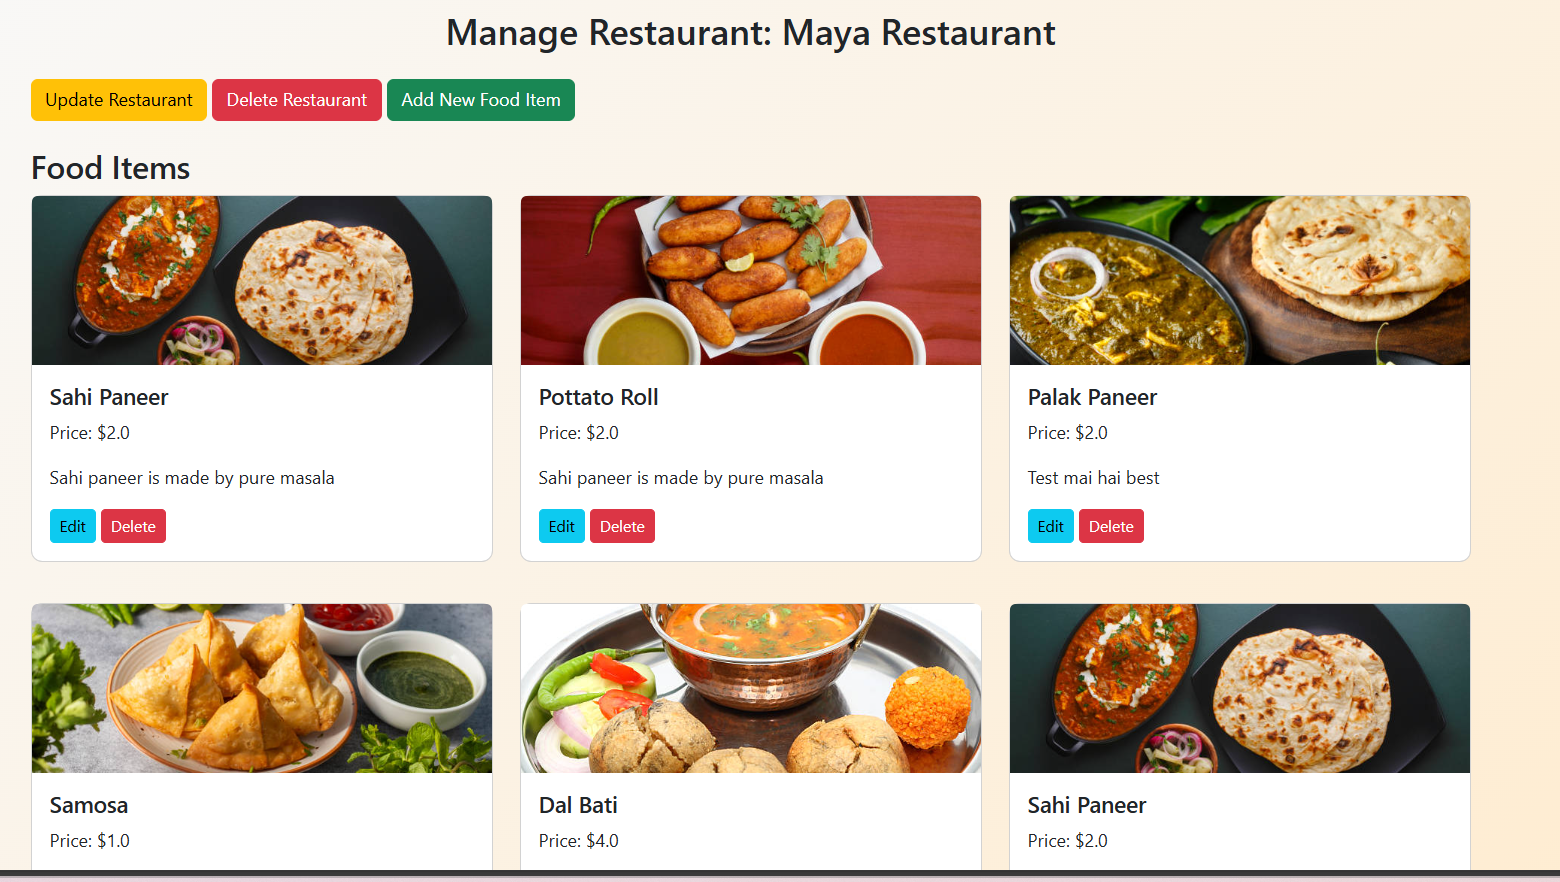 Manage Restaurant: Maya Restaurant
Update Restaurant Delete Restaurant Add New Food Item
Food Items
Sahi Paneer
Price: $2.0
Sahi paneer is made by pure masala
Edit Delete
Pottato Roll
Price: $2.0
Sahi paneer is made by pure masala
Edit Delete
Palak Paneer
Price: $2.0
Test mai hai best
Edit Delete
Samosa
Price: $1.0
Dal Bati
Price: $4.0
Sahi Paneer
Price: $2.0